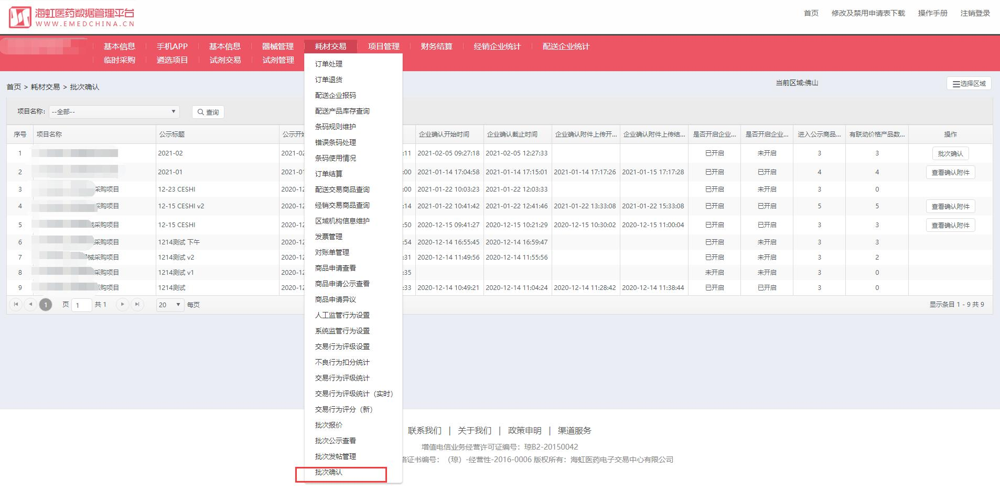 海虹医药数据管理平台
WWW.EMEDCHINA.CN
首页 修改及禁用申请表下载 操作手册 注销登录
基本信息 手机APP 基本信息 器械管理 耗材交易 项目管理 财务结算 经销企业统计 配送企业统计
临时采购 遴选项目 试剂交易 试剂管理
首页 > 耗材交易 > 批次确认
当前区域:佛山
选择区域
项目名称: --全部-- 查询
序号 项目名称 公示标题 公示开始 企业确认开始时间 企业确认截止时间 企业确认附件上传开... 企业确认附件上传结... 是否开启企业... 是否开启企业... 进入公示商品... 有联动价格产品数... 操作
1 2021-02 2021-02 :11 2021-02-05 09:27:18 2021-02-05 12:27:33 已开启 未开启 3 3 批次确认
2 2021-01 2021-01 :00 2021-01-14 17:04:58 2021-01-14 17:15:01 2021-01-14 17:17:26 2021-01-15 17:17:28 已开启 已开启 4 4 查看确认附件
3 采购项目 12-23 CESHI 2020-12 :00 2021-01-22 10:03:23 2021-01-22 12:03:33 已开启 未开启 3 0
4 采购项目 12-15 CESHI v2 2020-12 :14 2021-01-22 10:41:42 2021-01-22 12:41:46 2021-01-22 13:33:08 2021-01-22 15:33:08 已开启 已开启 5 5 查看确认附件
5 械采购项目 12-15 CESHI 2020-12 :50 2020-12-15 09:41:27 2020-12-15 10:21:29 2020-12-15 10:30:02 2020-12-15 11:00:04 已开启 已开启 3 3 查看确认附件
6 采购项目 1214测试 下午 2020-12 :54 2020-12-14 16:55:45 2020-12-14 16:59:47 已开启 未开启 3 3
7 械采购项目 1214测试 v2 2020-12 :31 2020-12-14 11:49:56 2020-12-14 11:55:56 已开启 未开启 3 2
8 采购项目 1214测试 v1 2020-12 :35 未开启 未开启 3 0
9 采购项目 1214测试 2020-12 :33 2020-12-14 10:49:21 2020-12-14 11:04:24 2020-12-14 11:28:42 2020-12-14 11:38:44 已开启 已开启 3 0
1 页 1 共 1 20 每页 显示条目 1 - 9 共 9
订单处理
订单退货
配送企业报码
配送产品库存查询
条码规则维护
错误条码处理
条码使用情况
订单结算
配送交易商品查询
经销交易商品查询
区域机构信息维护
发票管理
对账单管理
商品申请查看
商品申请公示查看
商品申请异议
人工监管行为设置
系统监管行为设置
交易行为评级设置
不良行为扣分统计
交易行为评级统计
交易行为评级统计（实时）
交易行为评分（新）
批次报价
批次公示查看
批次发帖管理
批次确认
联系我们 | 关于我们 | 政策申明 | 渠道服务
增值电信业务经营许可证编号：琼B2-20150042
格证书编号：（琼）-经营性-2016-0006 版权所有：海虹医药电子交易中心有限公司